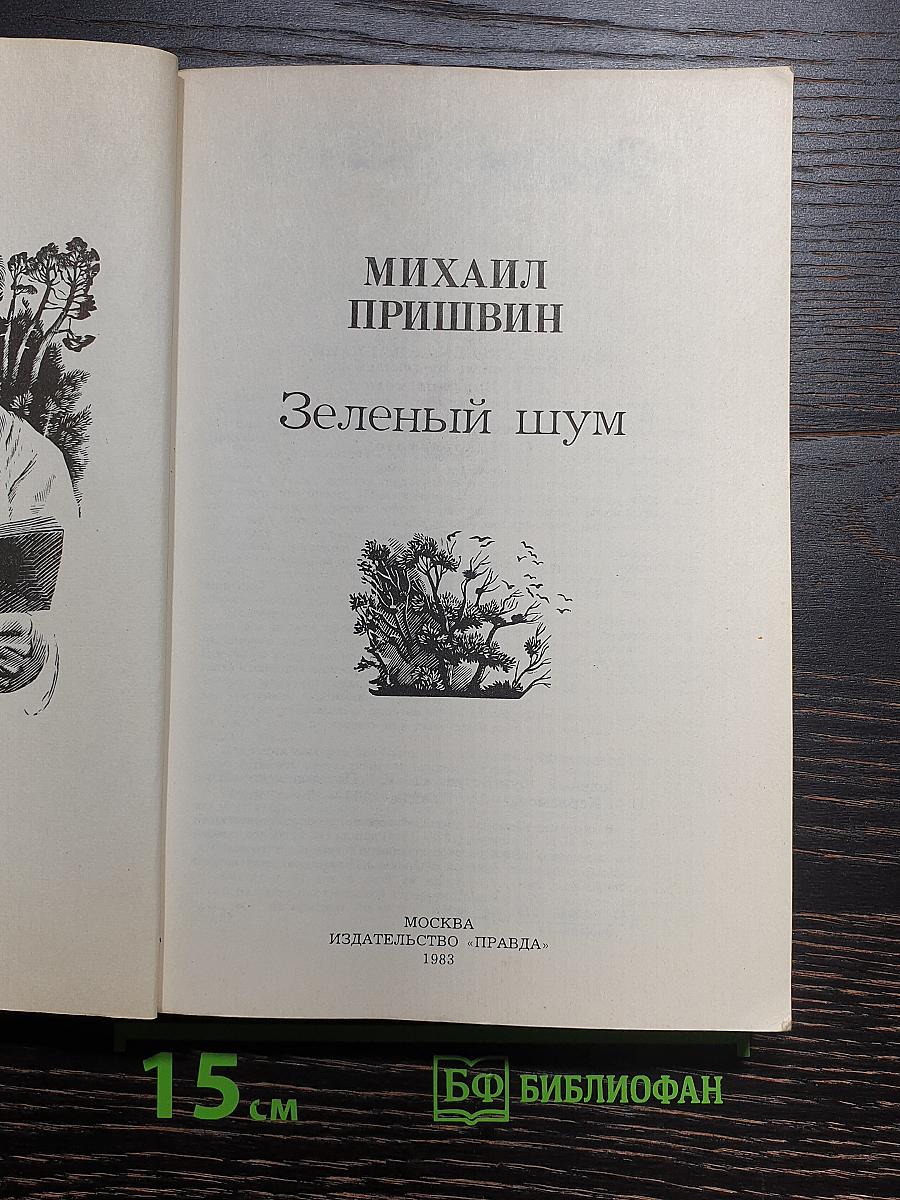 МИХАИЛ
ПРИШВИН
Зеленый шум
МОСКВА
ИЗДАТЕЛЬСТВО «ПРАВДА»
1983
15 см
БФ БИБЛИОФАН